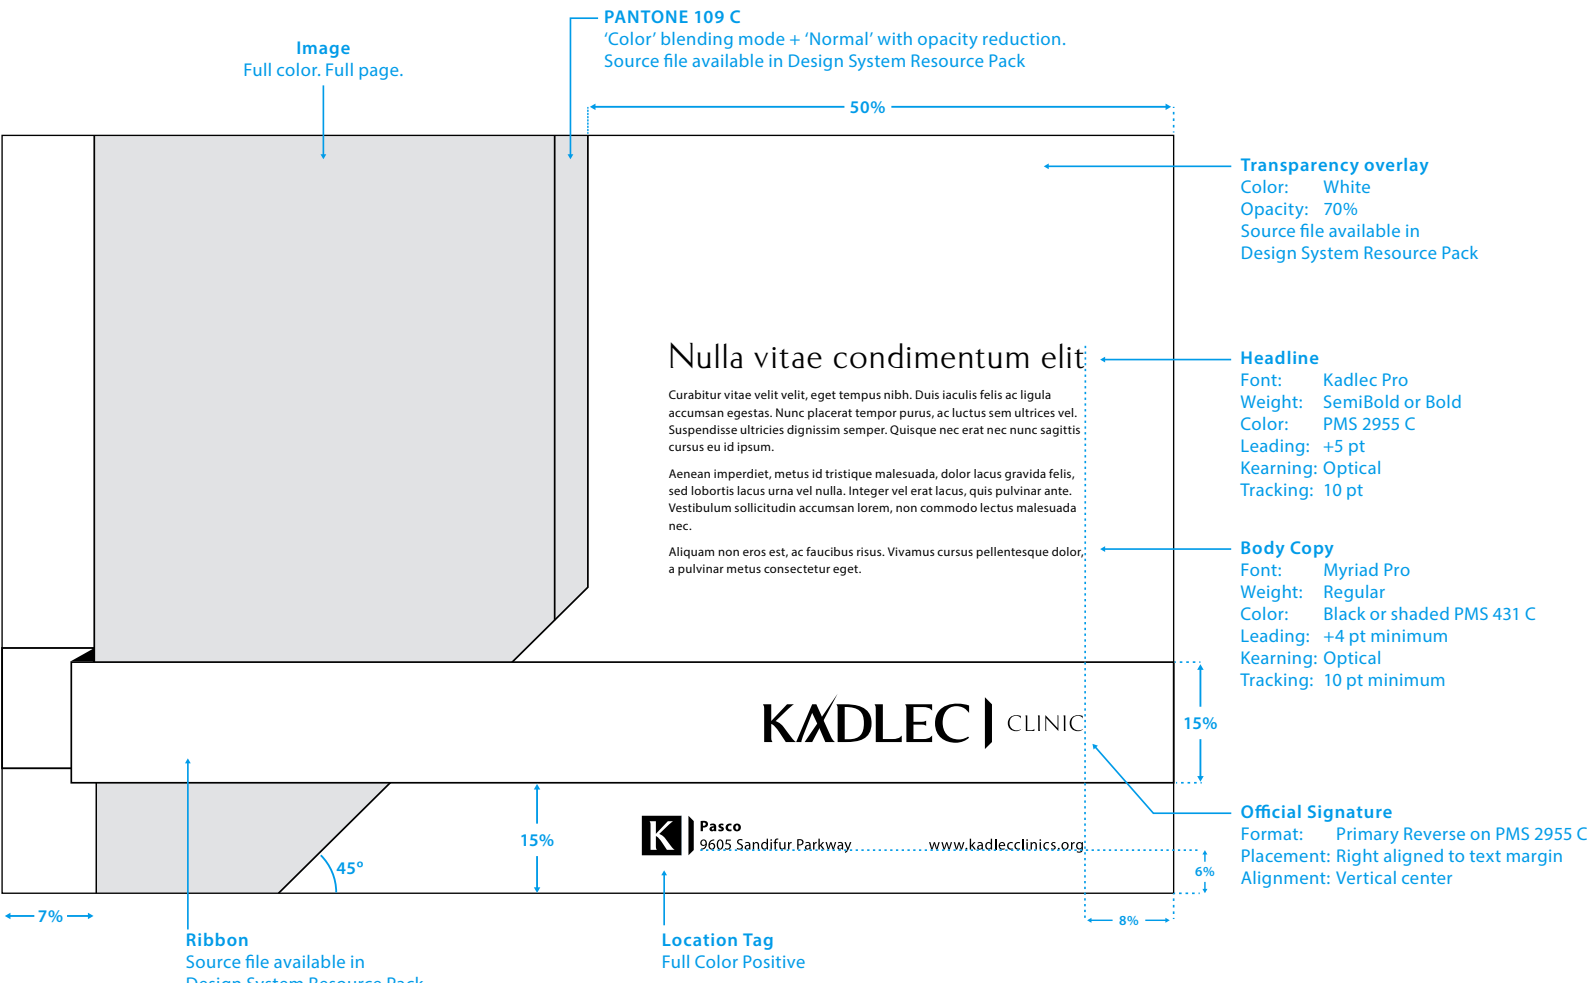 PANTONE 109 C
‘Color’ blending mode + ‘Normal’ with opacity reduction.
Source file available in Design System Resource Pack
Image
Full color. Full page.
50%
Transparency overlay
Color: White
Opacity: 70%
Source file available in
Design System Resource Pack
Nulla vitae condimentum elit
Curabitur vitae velit velit, eget tempus nibh. Duis iaculis felis ac ligula
accumsan egestas. Nunc placerat tempor purus, ac luctus sem ultrices vel.
Suspendisse ultricies dignissim semper. Quisque nec erat nec nunc sagittis
cursus eu id ipsum.
Aenean imperdiet, metus id tristique malesuada, dolor lacus gravida felis,
sed lobortis lacus urna vel nulla. Integer vel erat lacus, quis pulvinar ante.
Vestibulum sollicitudin accumsan lorem, non commodo lectus malesuada
nec.
Aliquam non eros est, ac faucibus risus. Vivamus cursus pellentesque dolor,
a pulvinar metus consectetur eget.
Headline
Font: Kadlec Pro
Weight: SemiBold or Bold
Color: PMS 2955 C
Leading: +5 pt
Kearning: Optical
Tracking: 10 pt
Body Copy
Font: Myriad Pro
Weight: Regular
Color: Black or shaded PMS 431 C
Leading: +4 pt minimum
Kearning: Optical
Tracking: 10 pt minimum
KADLEC CLINIC
15%
Official Signature
Format: Primary Reverse on PMS 2955 C
Placement: Right aligned to text margin
Alignment: Vertical center
15%
45°
K
Pasco
9605 Sandifur Parkway www.kadlecclinics.org
6%
7%
8%
Ribbon
Source file available in
Design System Resource Pack
Location Tag
Full Color Positive